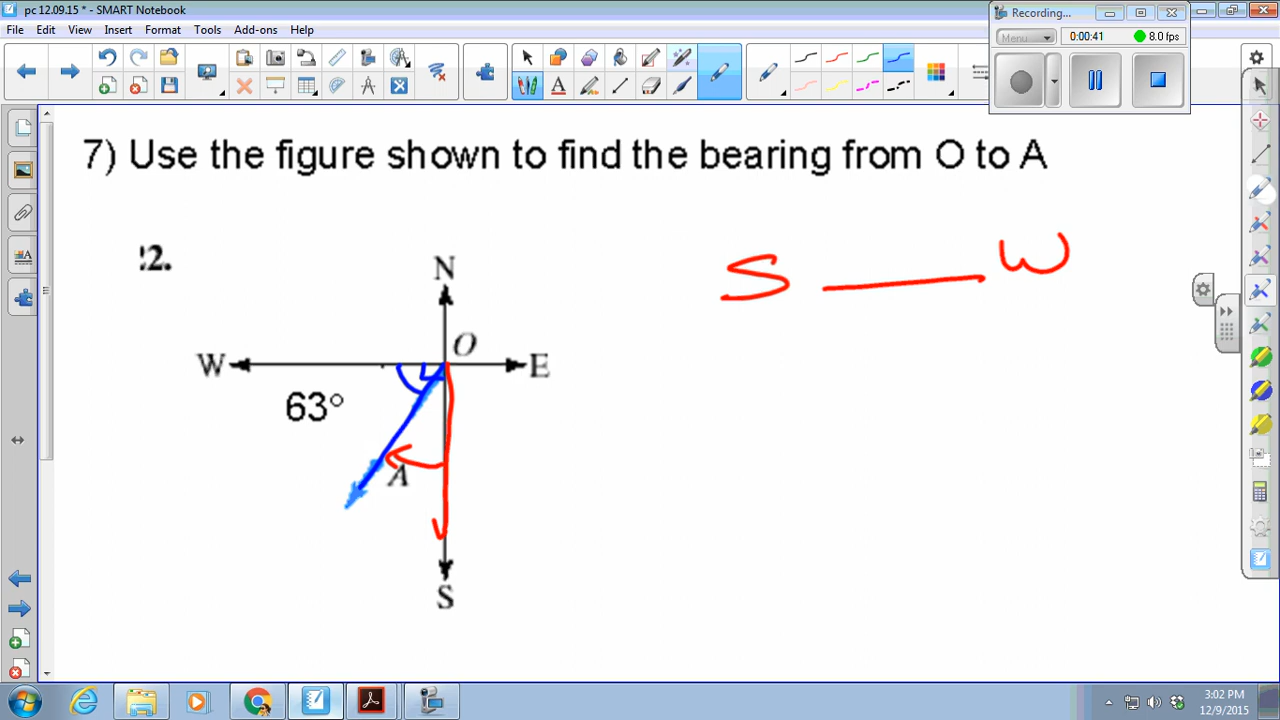 pc 12.09.15 * - SMART Notebook
Recording...
File Edit View Insert Format Tools Add-ons Help
Menu 0:00:41 8.0 fps
7) Use the figure shown to find the bearing from O to A
!2.
S ____ W
N
O
W E
63°
A
S
3:02 PM
12/9/2015